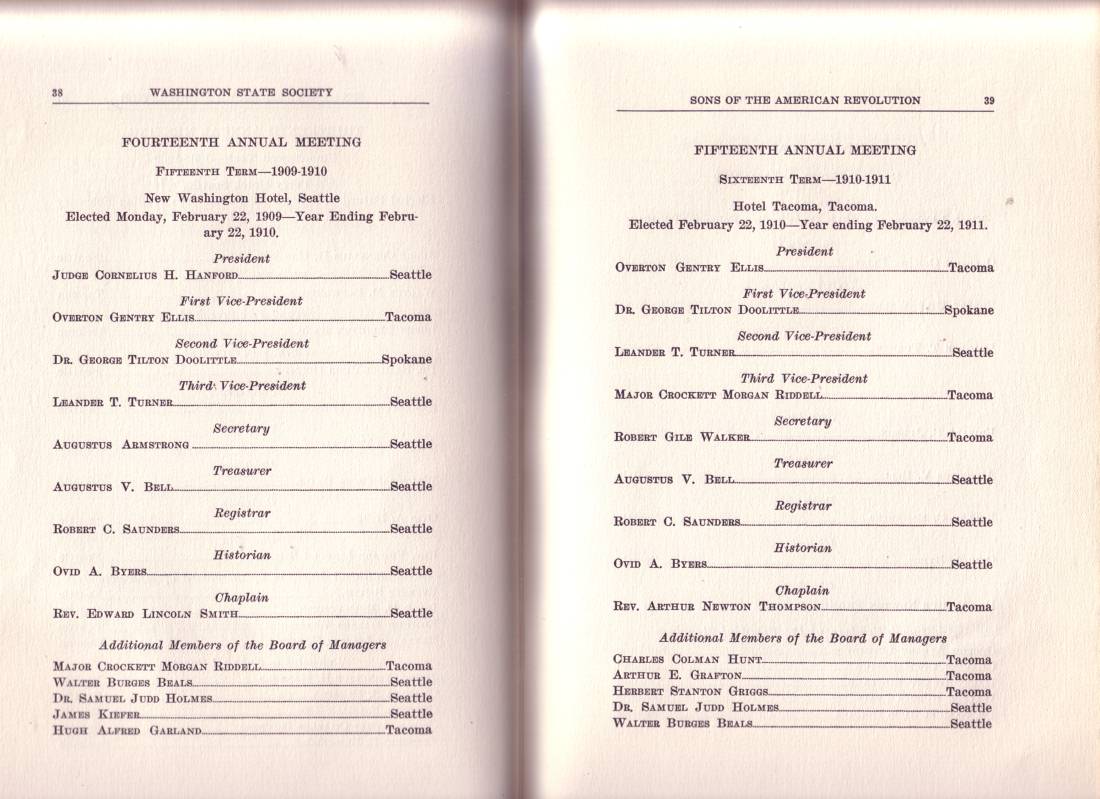 38 WASHINGTON STATE SOCIETY
FOURTEENTH ANNUAL MEETING
FIFTEENTH TERM—1909-1910
New Washington Hotel, Seattle
Elected Monday, February 22, 1909—Year Ending Febru-
ary 22, 1910.
President
JUDGE CORNELIUS H. HANFORD Seattle
First Vice-President
OVERTON GENTRY ELLIS Tacoma
Second Vice-President
DR. GEORGE TILTON DOOLITTLE Spokane
Third Vice-President
LEANDER T. TURNER Seattle
Secretary
AUGUSTUS ARMSTRONG Seattle
Treasurer
AUGUSTUS V. BELL Seattle
Registrar
ROBERT C. SAUNDERS Seattle
Historian
OVID A. BYERS Seattle
Chaplain
REV. EDWARD LINCOLN SMITH Seattle
Additional Members of the Board of Managers
MAJOR CROCKETT MORGAN RIDDELL Tacoma
WALTER BURGES BEALS Seattle
DR. SAMUEL JUDD HOLMES Seattle
JAMES KIEFER Seattle
HUGH ALFRED GARLAND Tacoma
SONS OF THE AMERICAN REVOLUTION 39
FIFTEENTH ANNUAL MEETING
SIXTEENTH TERM—1910-1911
Hotel Tacoma, Tacoma.
Elected February 22, 1910—Year ending February 22, 1911.
President
OVERTON GENTRY ELLIS Tacoma
First Vice-President
DR. GEORGE TILTON DOOLITTLE Spokane
Second Vice-President
LEANDER T. TURNER Seattle
Third Vice-President
MAJOR CROCKETT MORGAN RIDDELL Tacoma
Secretary
ROBERT GILE WALKER Tacoma
Treasurer
AUGUSTUS V. BELL Seattle
Registrar
ROBERT C. SAUNDERS Seattle
Historian
OVID A. BYERS Seattle
Chaplain
REV. ARTHUR NEWTON THOMPSON Tacoma
Additional Members of the Board of Managers
CHARLES COLMAN HUNT Tacoma
ARTHUR E. GRAFTON Tacoma
HERBERT STANTON GRIGGS Tacoma
DR. SAMUEL JUDD HOLMES Seattle
WALTER BURGES BEALS Seattle